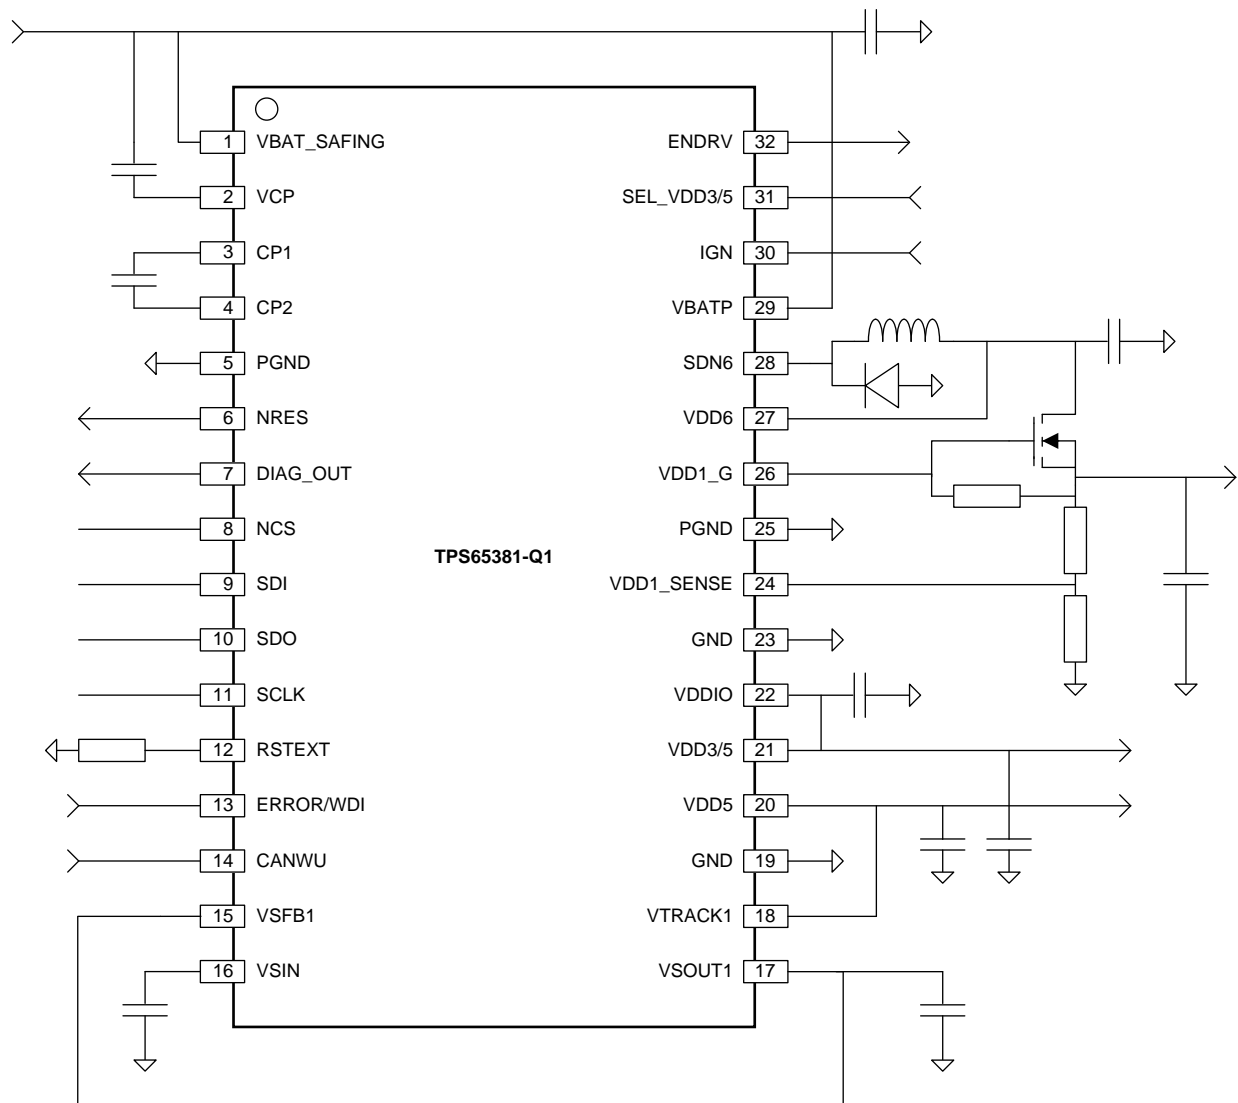 1 VBAT_SAFING
2 VCP
3 CP1
4 CP2
5 PGND
6 NRES
7 DIAG_OUT
8 NCS
9 SDI
10 SDO
11 SCLK
12 RSTEXT
13 ERROR/WDI
14 CANWU
15 VSFB1
16 VSIN
TPS65381-Q1
ENDRV 32
SEL_VDD3/5 31
IGN 30
VBATP 29
SDN6 28
VDD6 27
VDD1_G 26
PGND 25
VDD1_SENSE 24
GND 23
VDDIO 22
VDD3/5 21
VDD5 20
GND 19
VTRACK1 18
VSOUT1 17